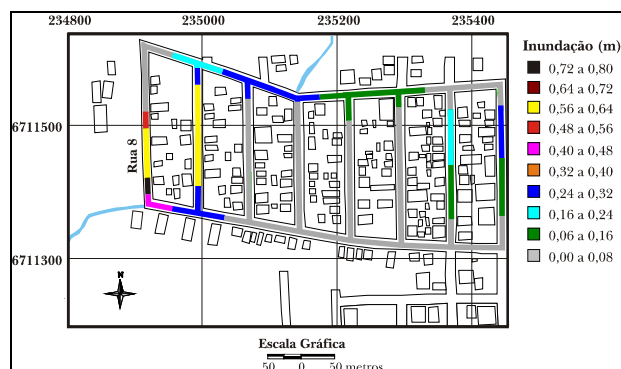 234800 235000 235200 235400
6711500
6711300
Rua 8
N
Inundação (m)
0,72 a 0,80
0,64 a 0,72
0,56 a 0,64
0,48 a 0,56
0,40 a 0,48
0,32 a 0,40
0,24 a 0,32
0,16 a 0,24
0,06 a 0,16
0,00 a 0,08
Escala Gráfica
50 0 50 metros